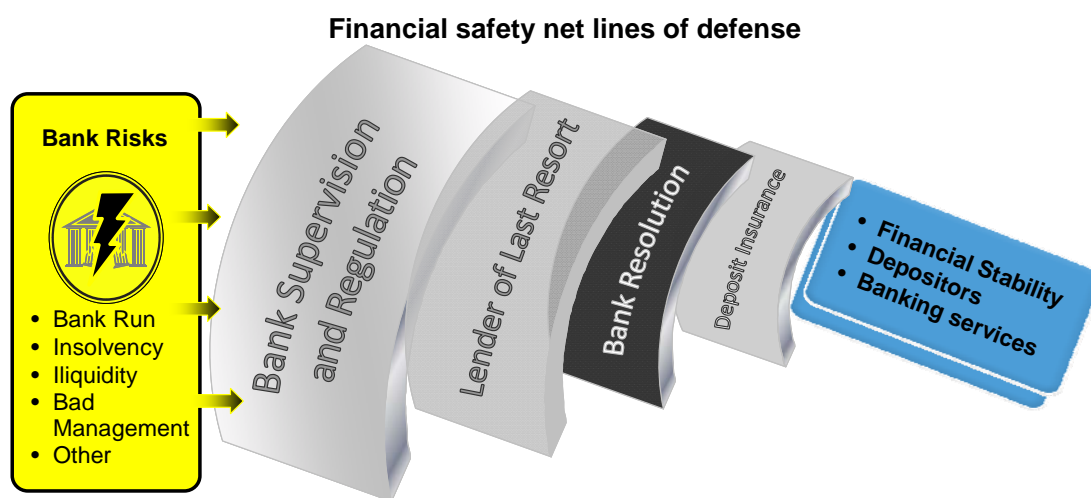 Financial safety net lines of defense
Bank Risks
• Bank Run
• Insolvency
• Iliquidity
• Bad
Management
• Other
Bank Supervision
and Regulation
Lender of Last Resort
Bank Resolution
Deposit Insurance
• Financial Stability
• Depositors
• Banking services